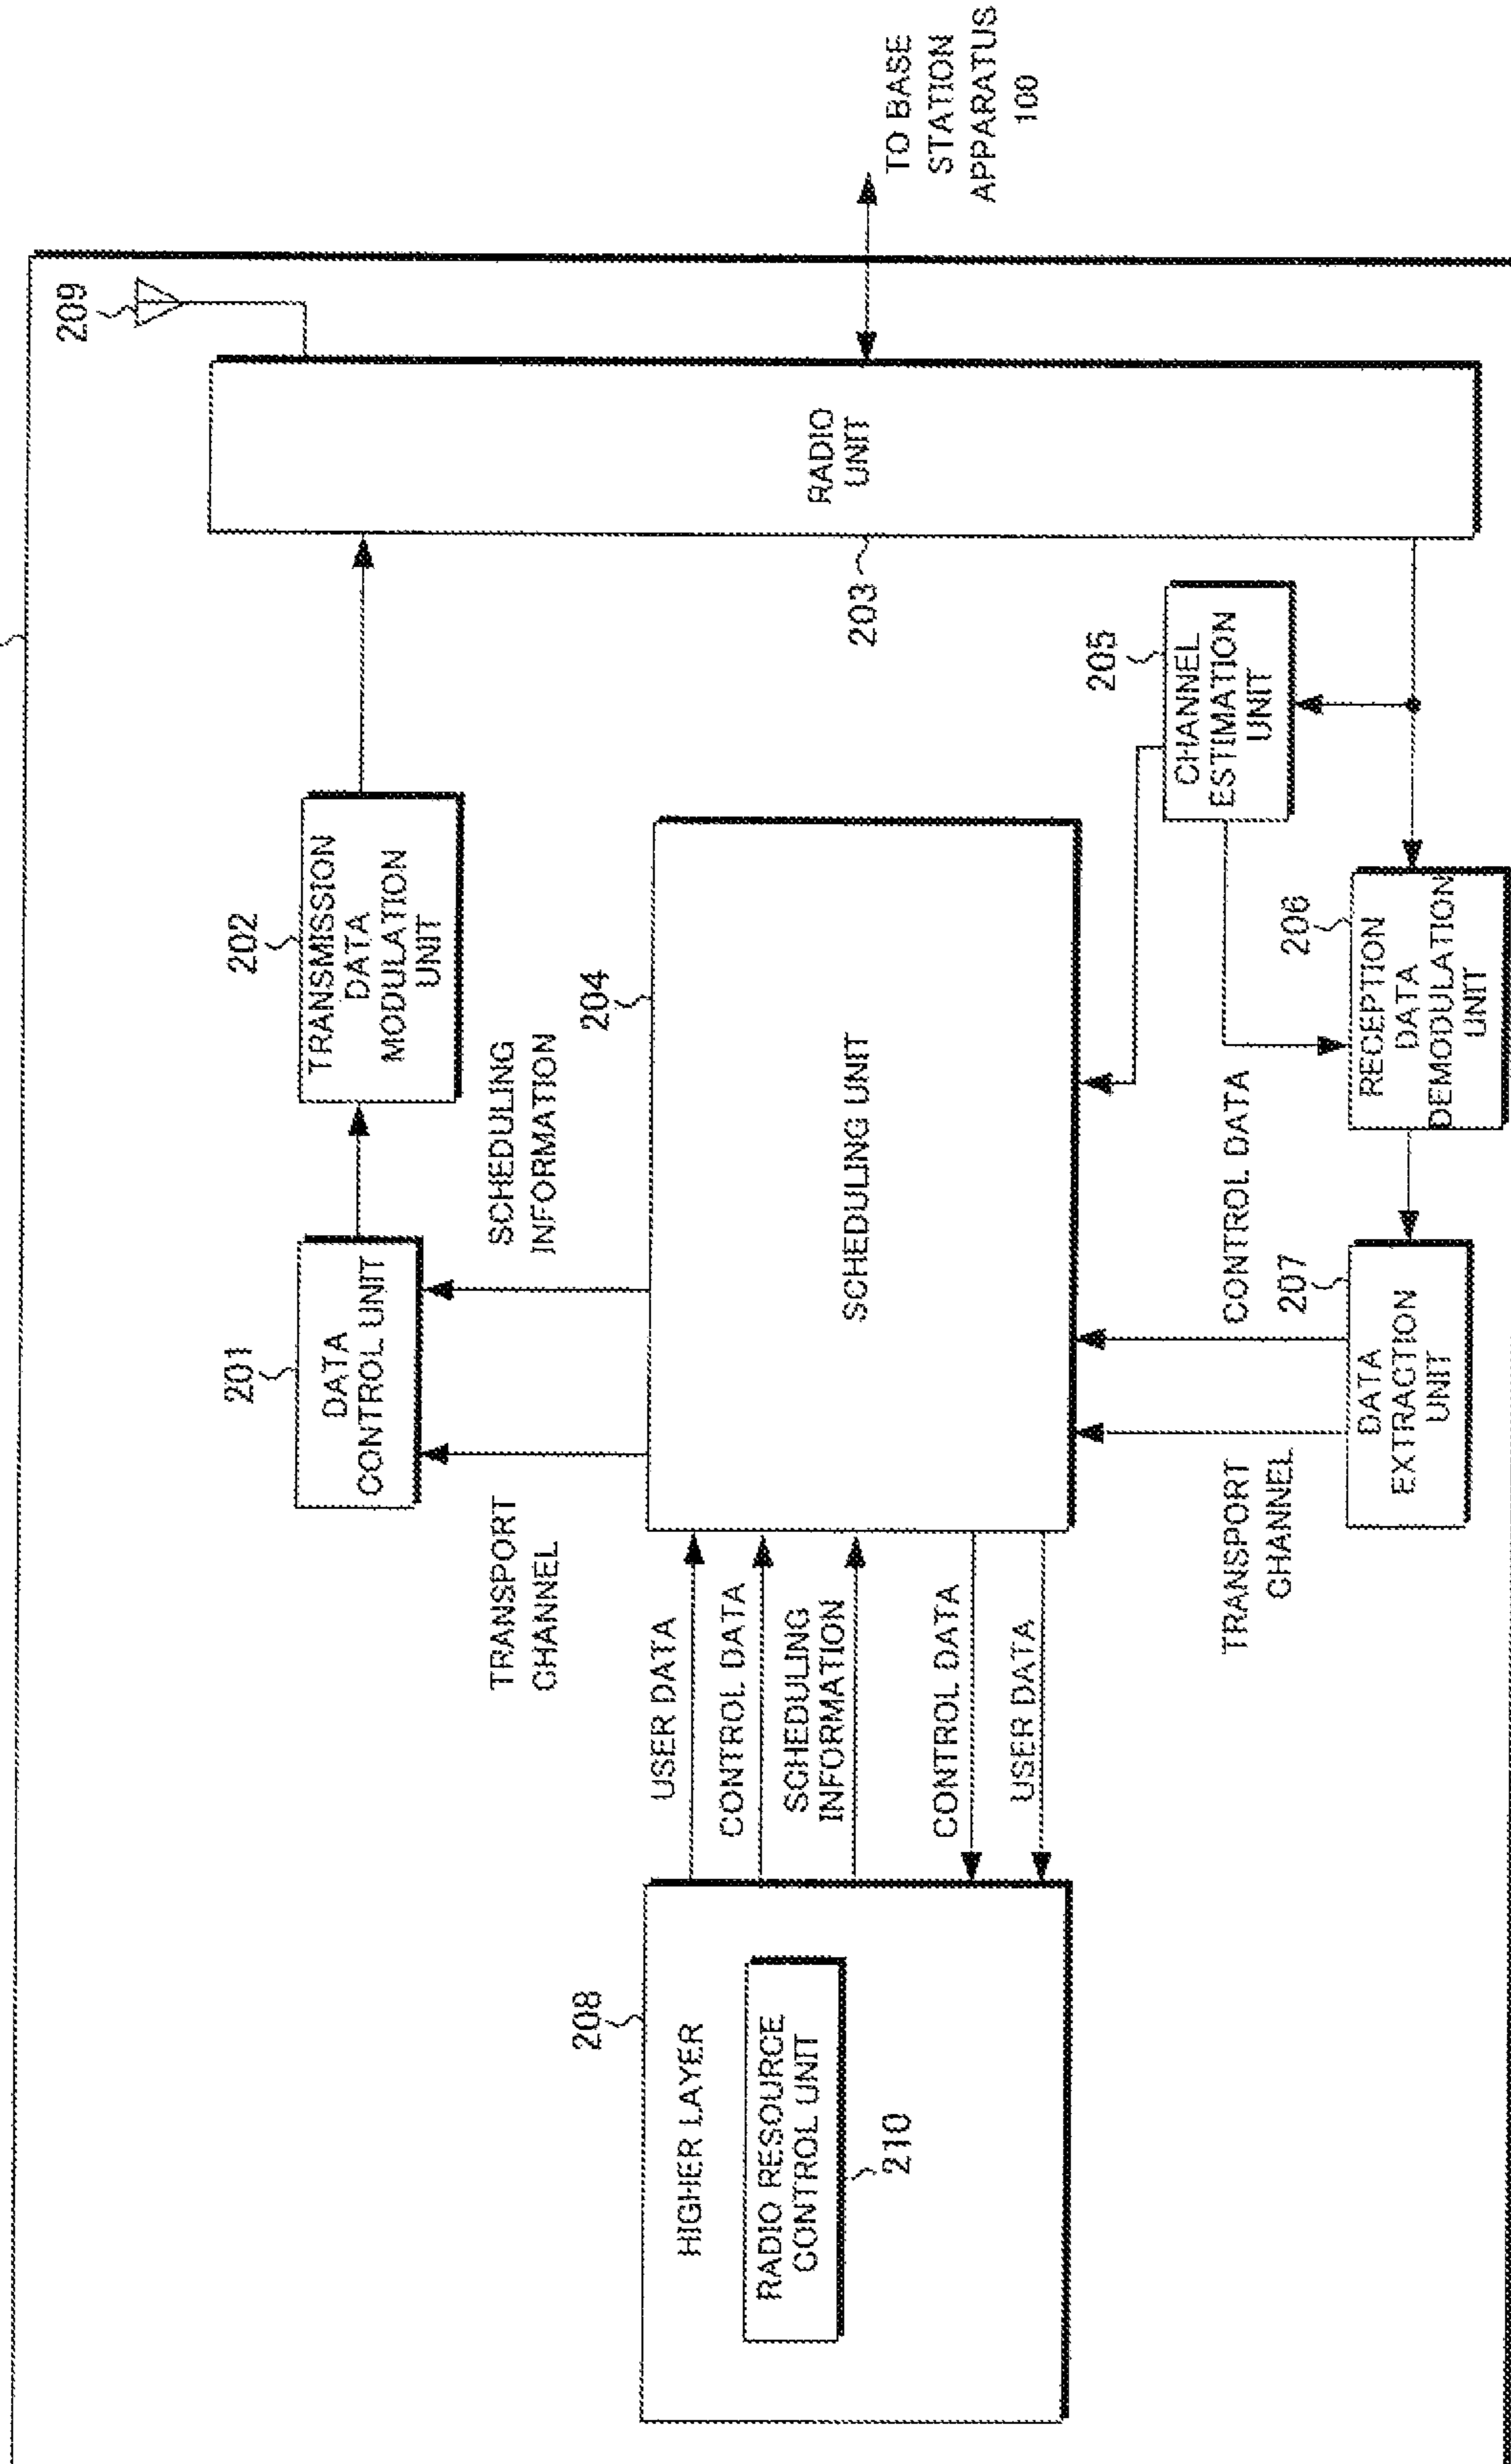 209
TO BASE
STATION
APPARATUS
100
RADIO
UNIT
203
202
TRANSMISSION
DATA
MODULATION
UNIT
201
DATA
CONTROL UNIT
SCHEDULING
INFORMATION
TRANSPORT
CHANNEL
204
SCHEDULING UNIT
205
CHANNEL
ESTIMATION
UNIT
206
RECEPTION
DATA
DEMODULATION
UNIT
207
DATA
EXTRACTION
UNIT
CONTROL DATA
TRANSPORT
CHANNEL
USER DATA
CONTROL DATA
SCHEDULING
INFORMATION
CONTROL DATA
USER DATA
208
HIGHER LAYER
RADIO RESOURCE
CONTROL UNIT
210